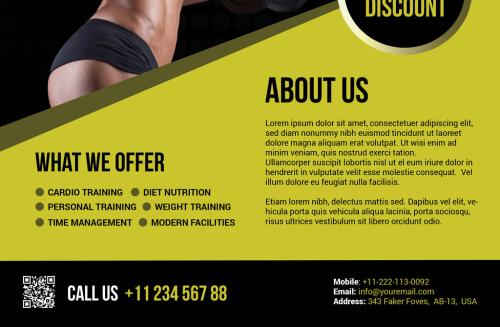 DISCOUNT
ABOUT US
Lorem ipsum dolor sit amet, consectetuer adipiscing elit,
sed diam nonummy nibh euismod tincidunt ut laoreet
dolore magna aliquam erat volutpat. Ut wisi enim ad
minim veniam, quis nostrud exerci tation.
Ullamcorper suscipit lobortis nisl ut el eum iriure dolor in
hendrerit in vulputate velit esse molestie consequat.  Vel
illum dolore eu feugiat nulla facilisis.
Etiam lorem nibh, delectus mattis sed. Dapibus vel elit, ve-
hicula porta quis vehicula aliqua lacinia, porta sociosqu,
risus ultrices vestibulum sit libero corporist odio.
WHAT WE OFFER
CARDIO TRAINING DIET NUTRITION
PERSONAL TRAINING WEIGHT TRAINING
TIME MANAGEMENT MODERN FACILITIES
CALL US +11 234 567 88
Mobile: +11-222-113-0092
Email: info@youremail.com
Address: 343 Faker Foves, AB-13, USA